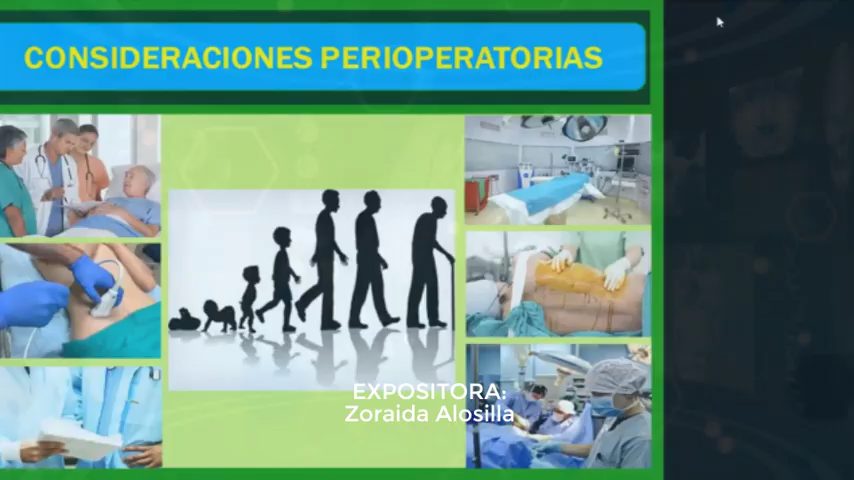 CONSIDERACIONES PERIOPERATORIAS
EXPOSITORA:
Zoraida Alosilla